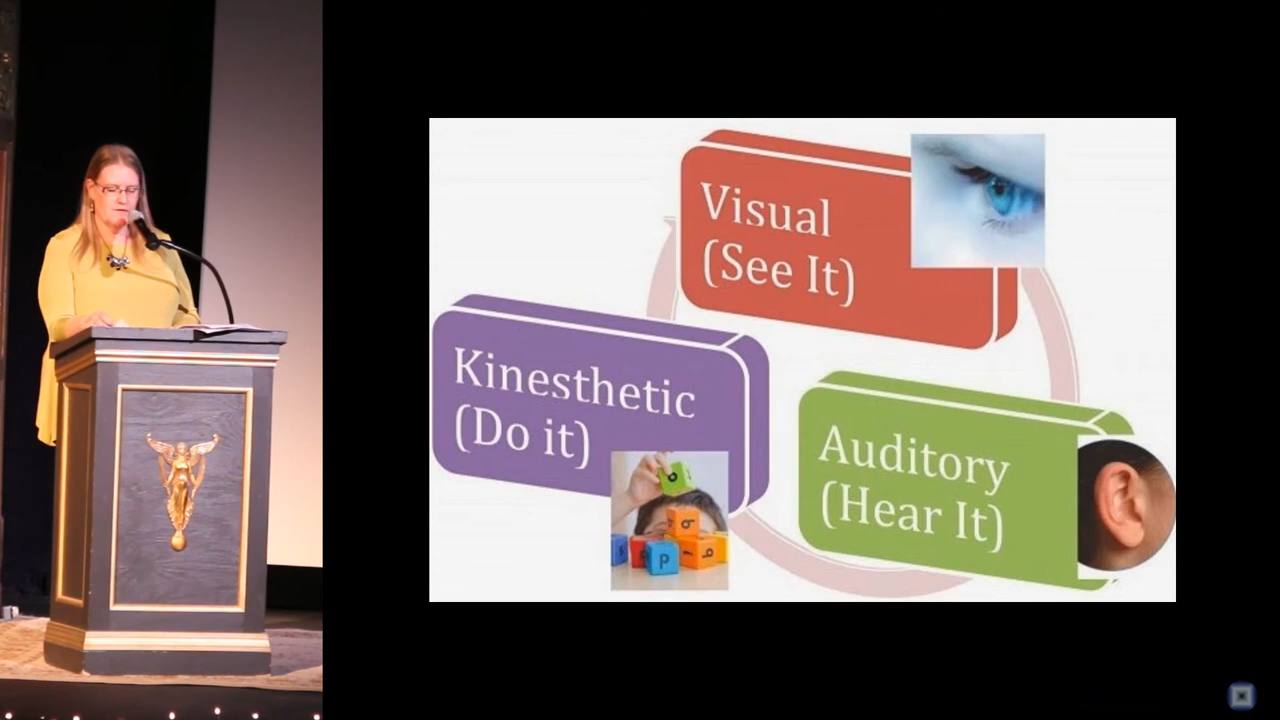 Visual
(See It)
Kinesthetic
(Do it)
Auditory
(Hear It)